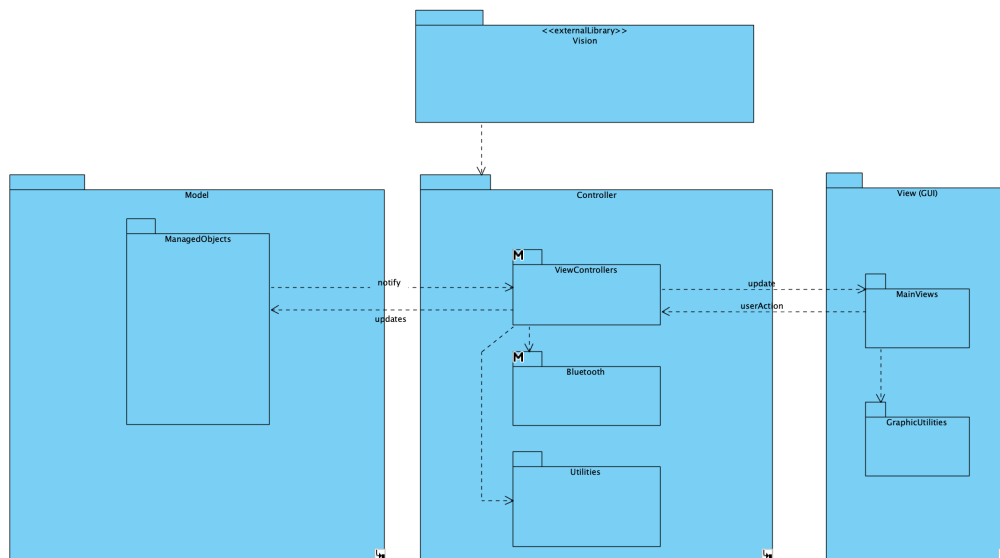 <<externalLibrary>>
Vision
Model
Controller
View (GUI)
ManagedObjects
M
ViewControllers
notify
update
MainViews
userAction
updates
M
Bluetooth
GraphicUtilities
Utilities